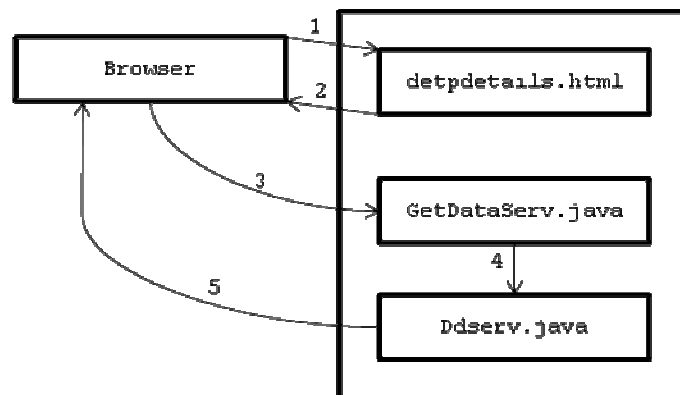 1
Browser
detpdetails.html
2
3
GetDataServ.java
4
5
Ddserv.java